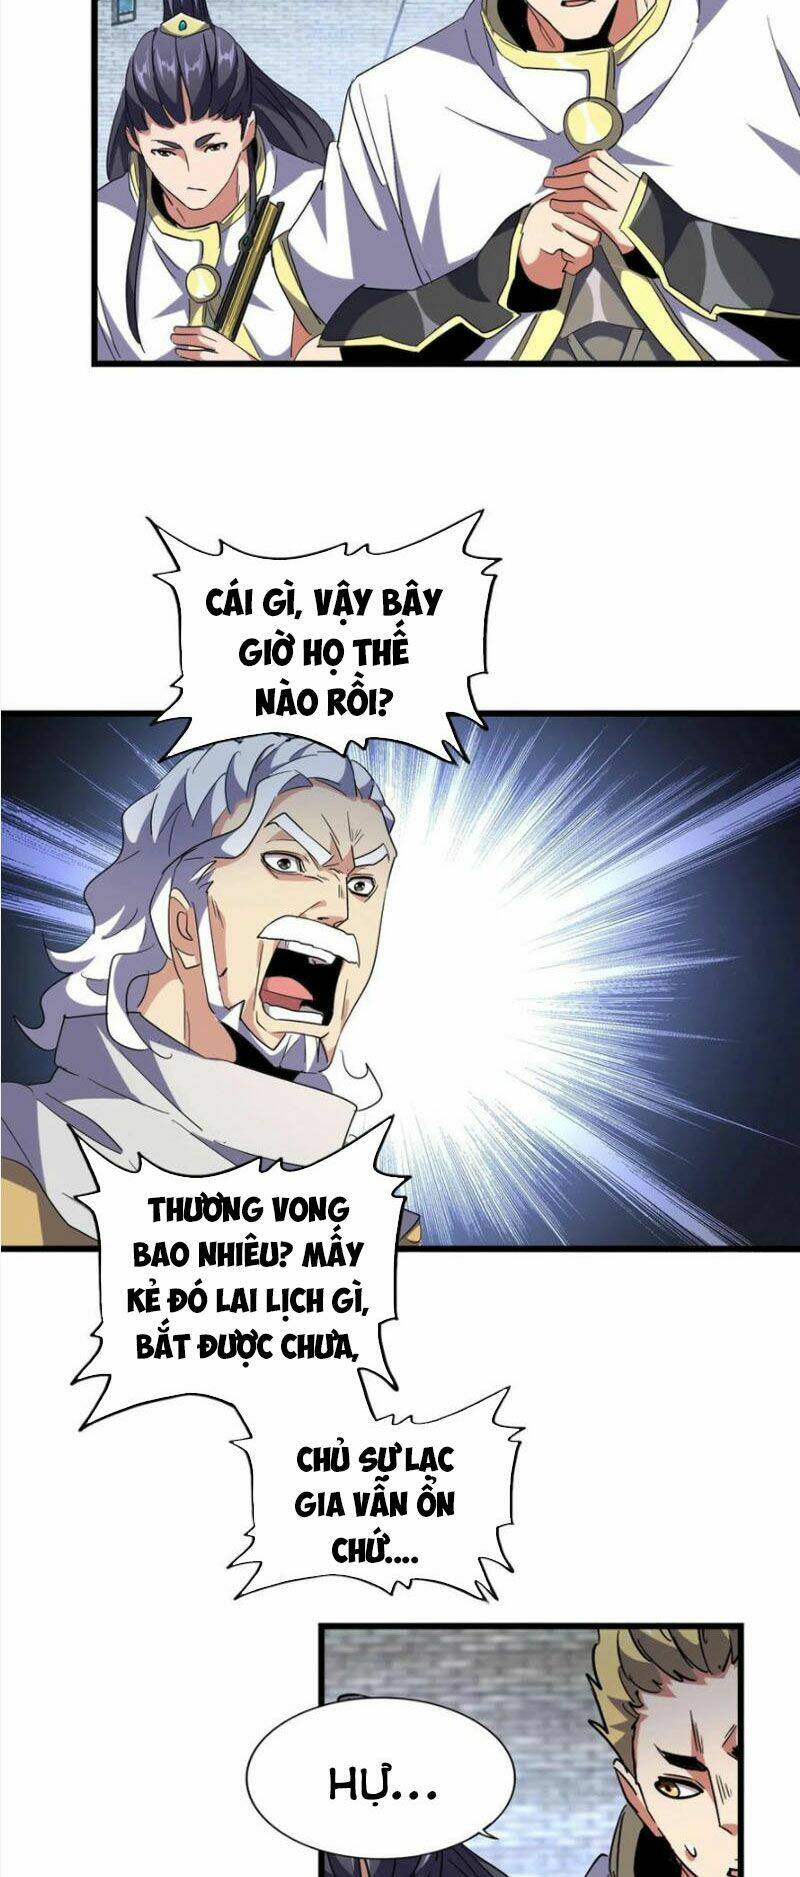 CÁI GÌ, VẬY BÂY
GIỜ HỌ THẾ
NÀO RỒI?
THƯƠNG VONG
BAO NHIÊU? MẤY
KẺ ĐÓ LAI LỊCH GÌ,
BẮT ĐƯỢC CHƯA,
CHỦ SỰ LẠC
GIA VẪN ỔN
CHỨ....
HỰ...